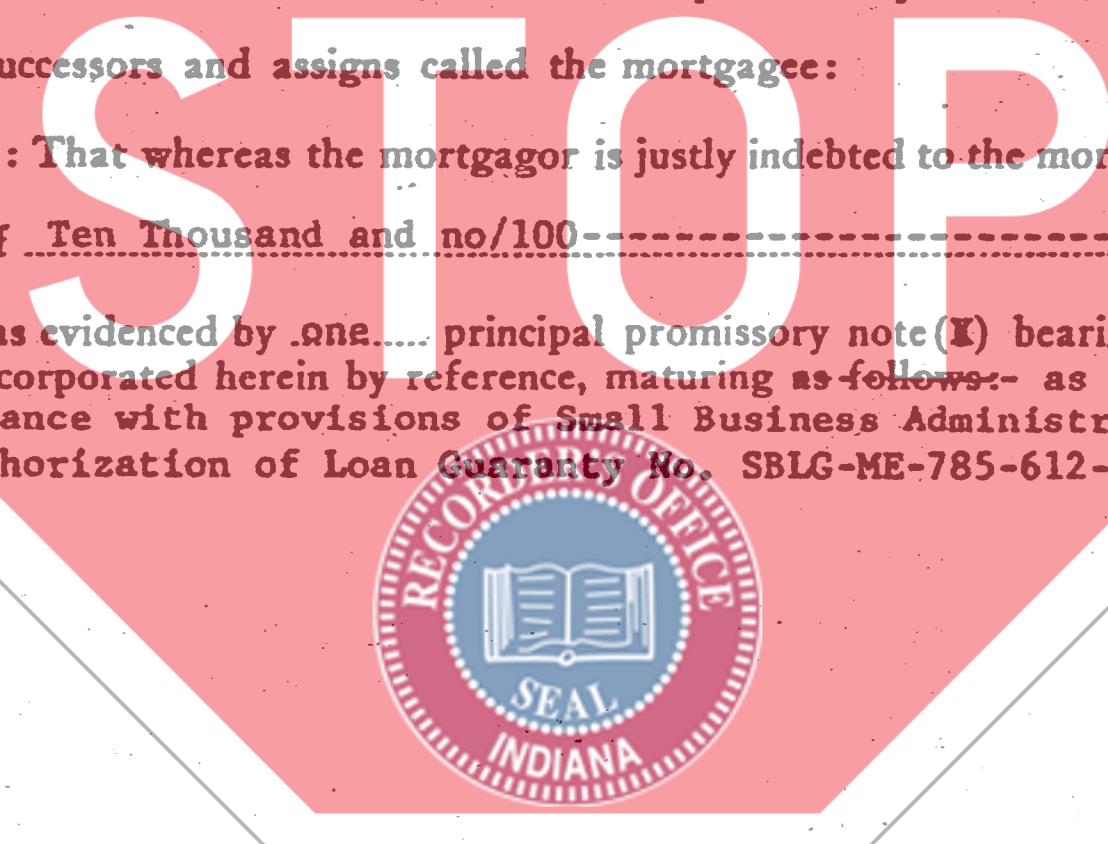 STOP
uccessors and assigns called the mortgagee:
: That whereas the mortgagor is justly indebted to the mor
f Ten Thousand and no/100--------------------
as evidenced by one..... principal promissory note(X) beari
corporated herein by reference, maturing as follows:- as
ance with provisions of Small Business Administr
horization of Loan Guaranty No. SBLG-ME-785-612-
RECORDER'S OFFICE
SEAL
INDIANA